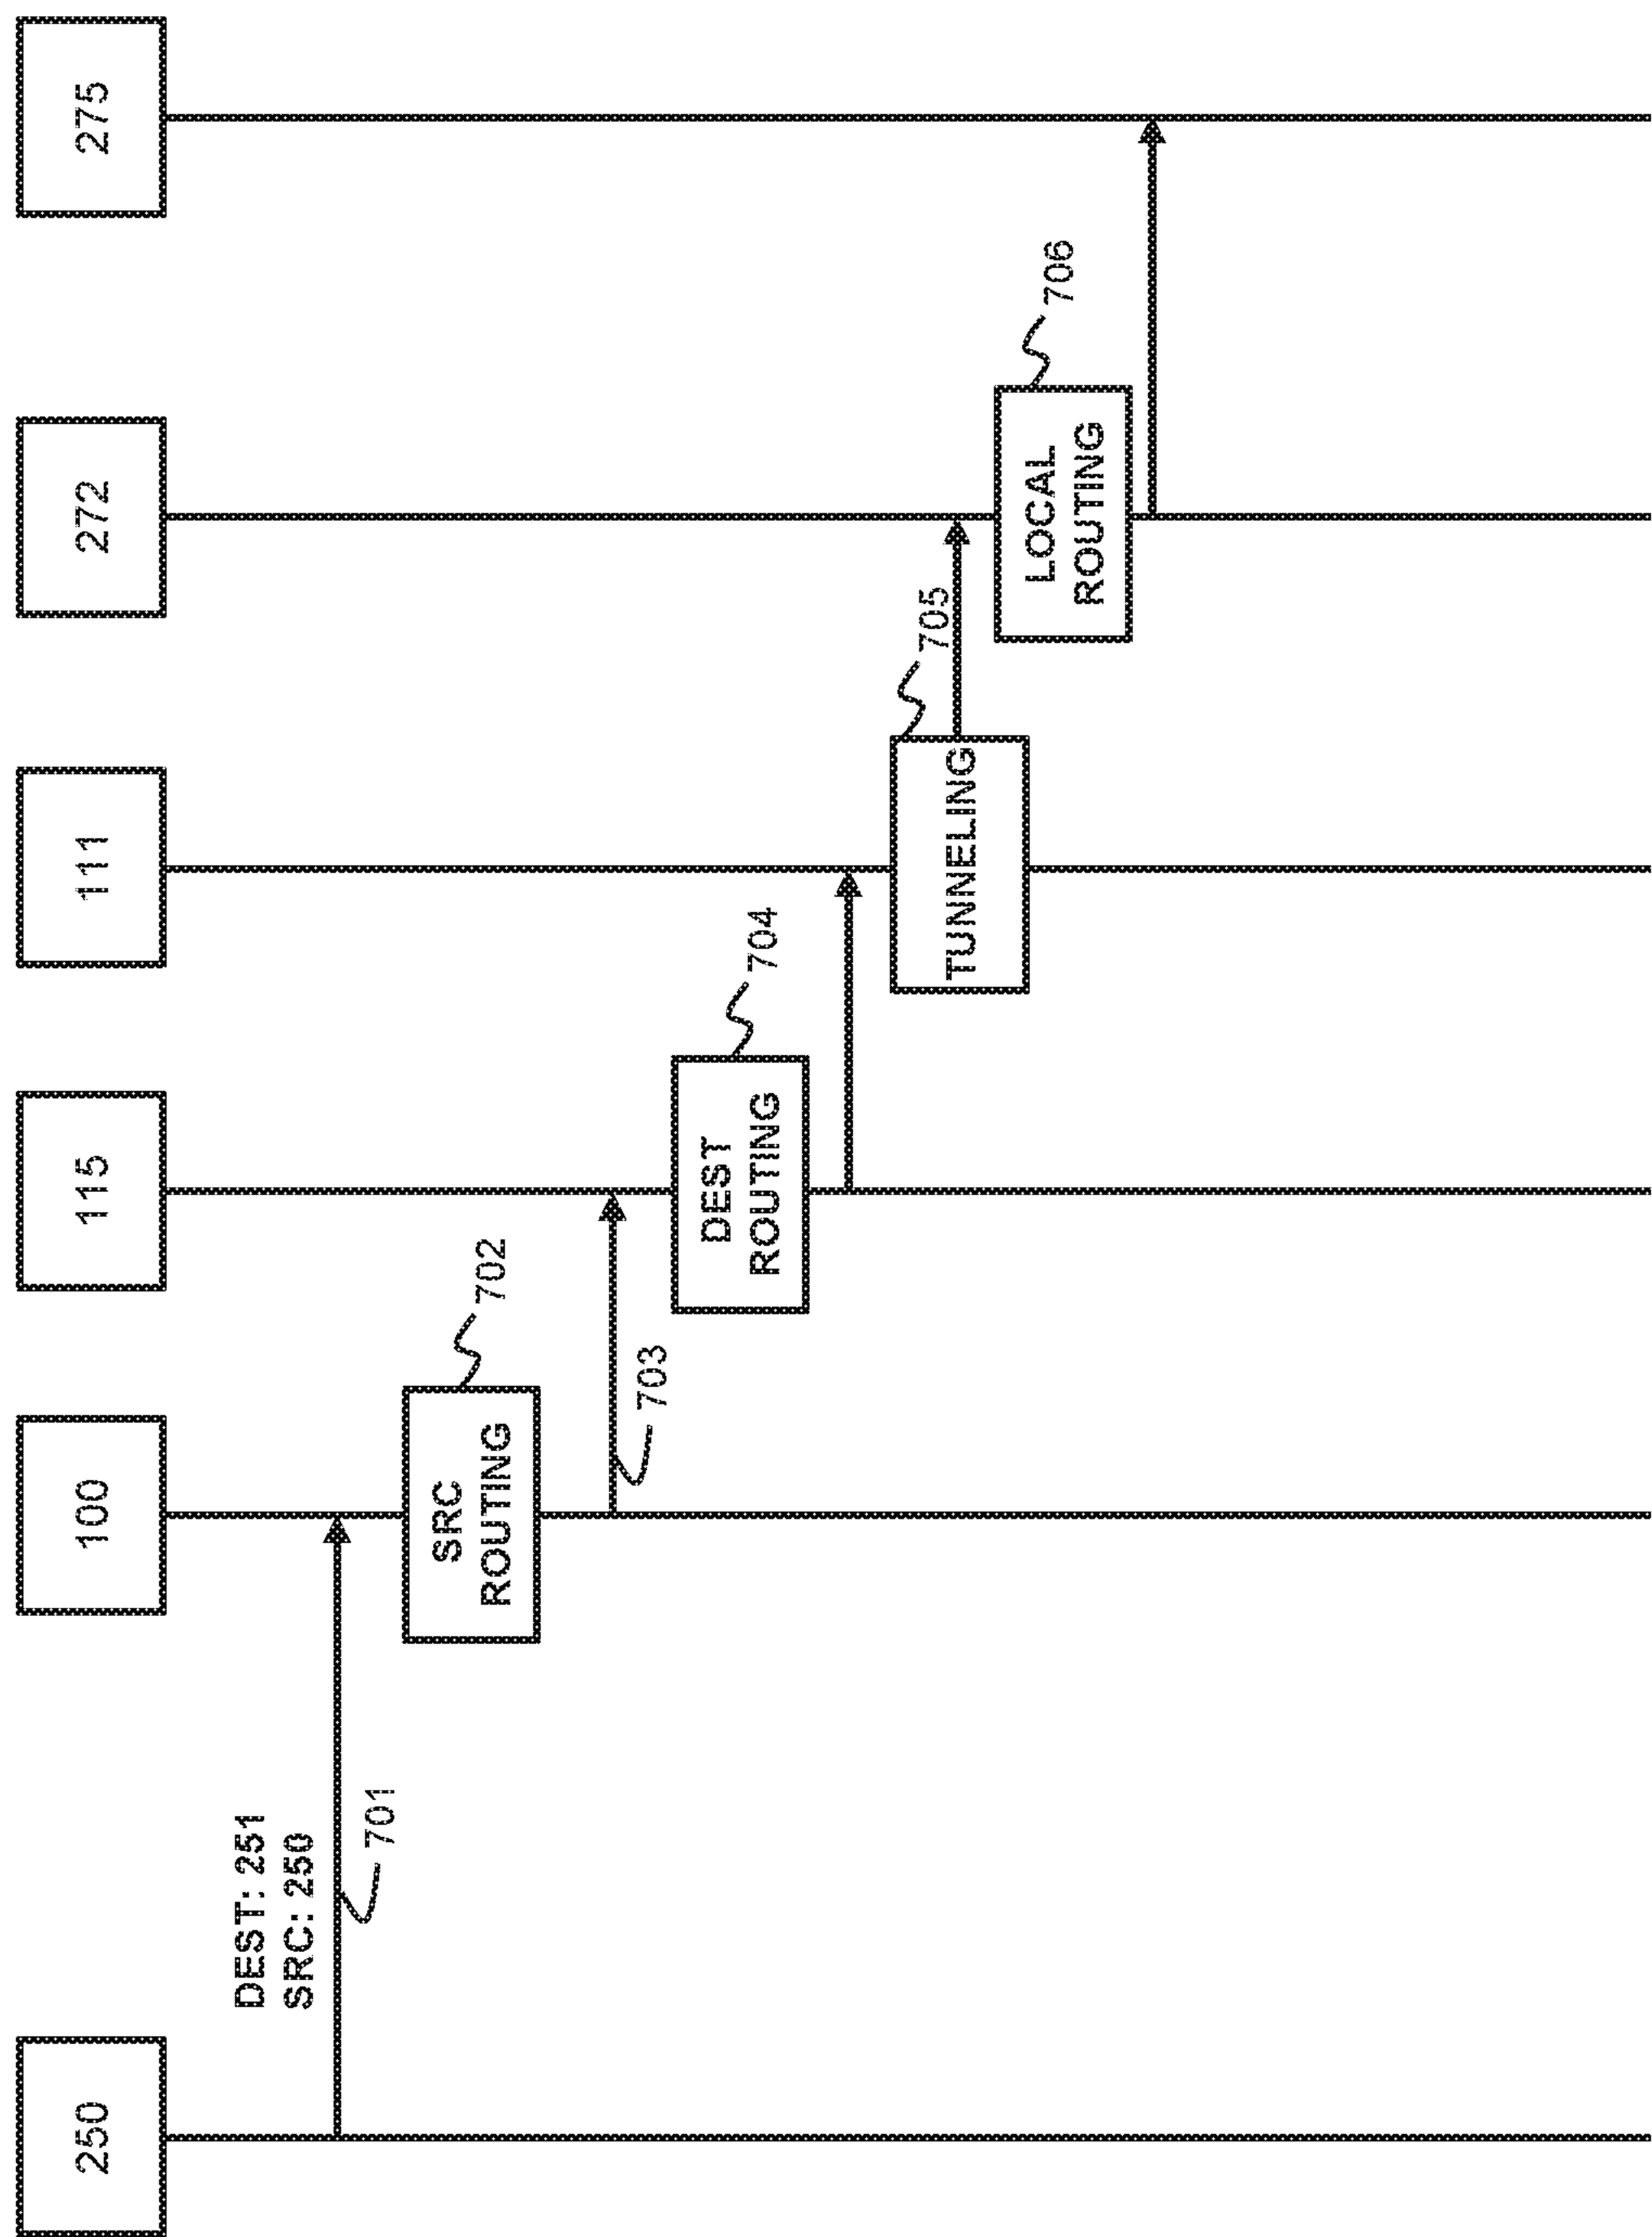 250
100
115
111
272
275
DEST: 251
SRC: 250
701
SRC
ROUTING
702
703
DEST
ROUTING
704
TUNNELING
705
LOCAL
ROUTING
706